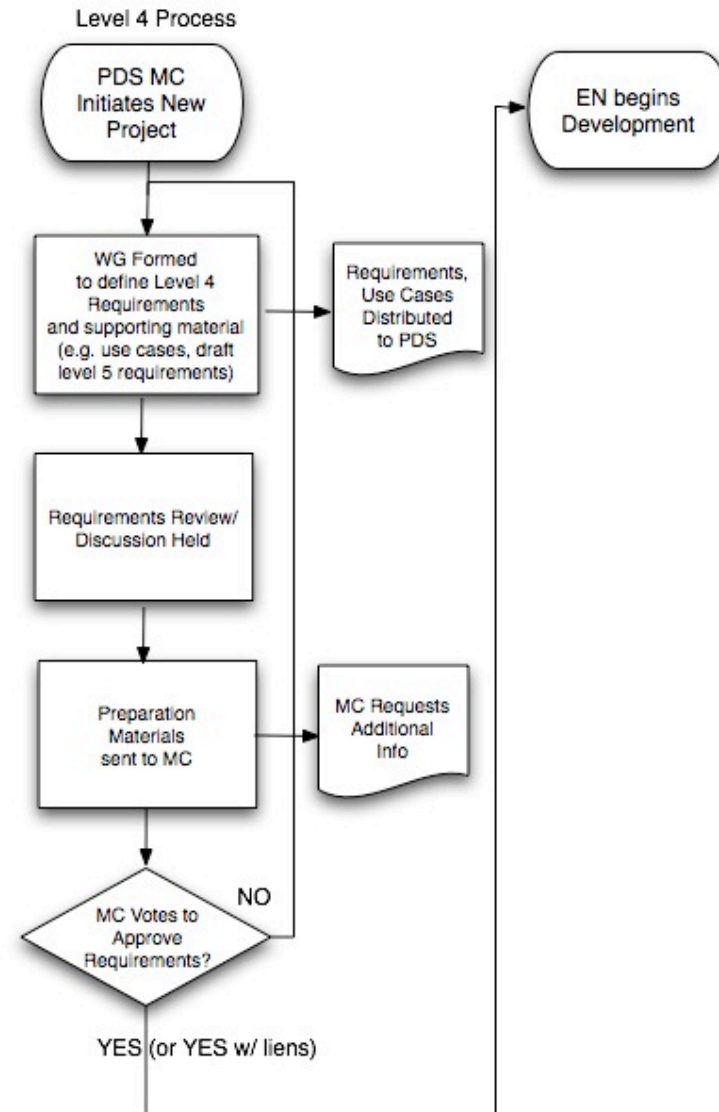 Level 4 Process
PDS MC
Initiates New
Project
EN begins
Development
WG Formed
to define Level 4
Requirements
and supporting material
(e.g. use cases, draft
level 5 requirements)
Requirements,
Use Cases
Distributed
to PDS
Requirements Review/
Discussion Held
Preparation
Materials
sent to MC
MC Requests
Additional
Info
NO
MC Votes to
Approve
Requirements?
YES (or YES w/ liens)